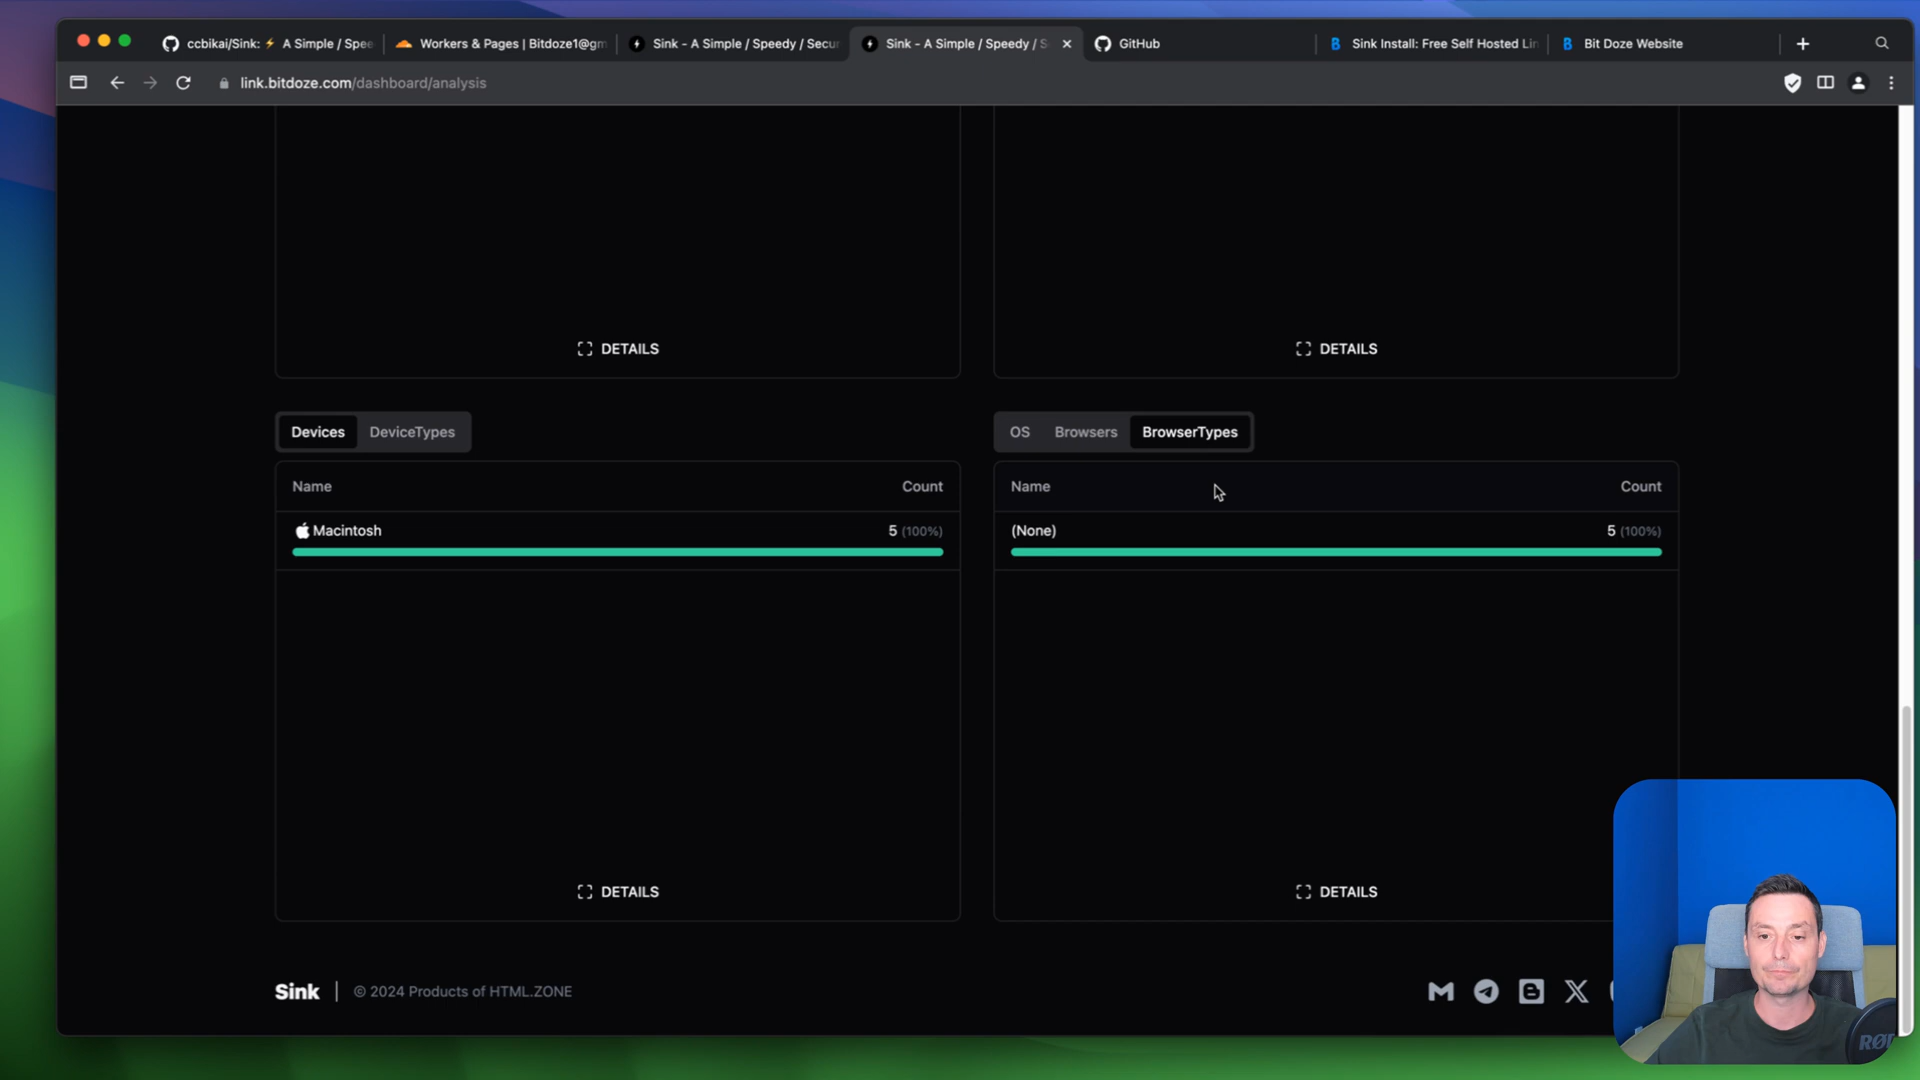 ccbikai/Sink: ⚡ A Simple / Spee
Workers & Pages | Bitdoze1@gm
Sink - A Simple / Speedy / Secur
Sink - A Simple / Speedy / S
GitHub
Sink Install: Free Self Hosted Lin
Bit Doze Website
link.bitdoze.com/dashboard/analysis
DETAILS
DETAILS
Devices DeviceTypes
OS Browsers BrowserTypes
Name Count
Name Count
Macintosh 5 (100%)
(None) 5 (100%)
DETAILS
DETAILS
Sink | © 2024 Products of HTML.ZONE